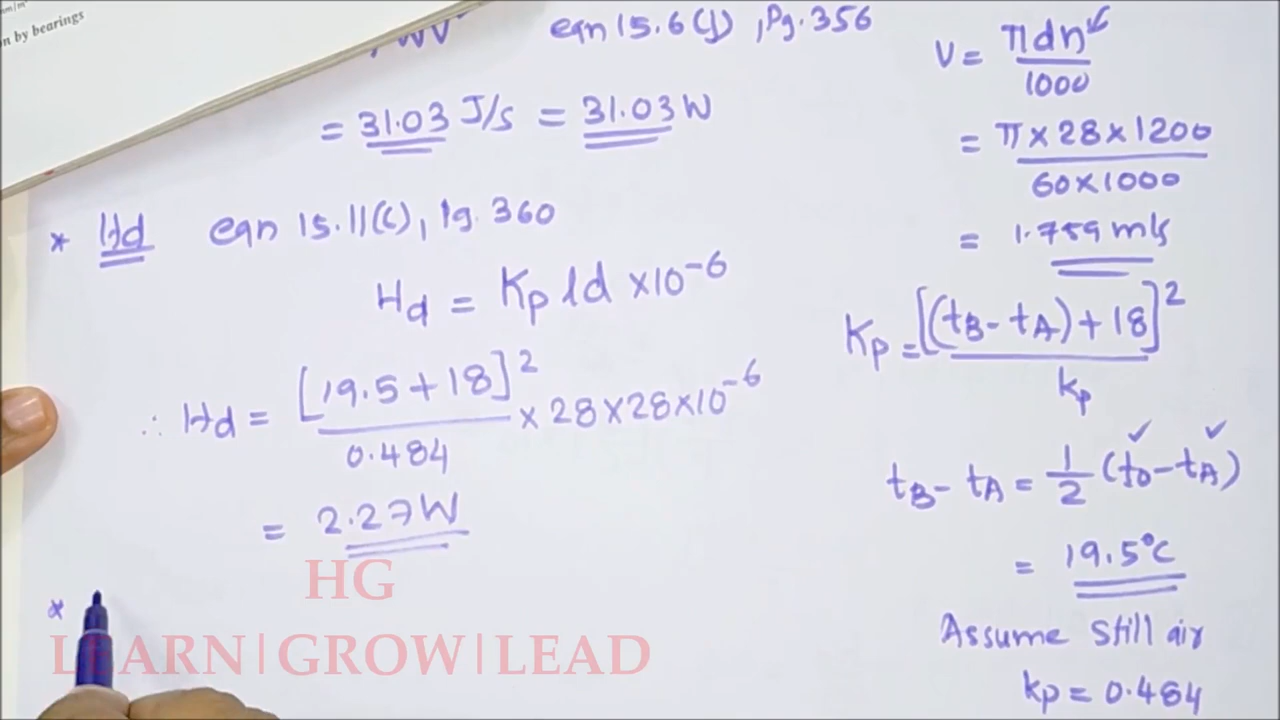 n by bearings
eqn 15.6(J), Pg. 356
= 31.03 J/s = 31.03 W
* Hd eqn 15.11(c), Pg. 360
Hd = Kp ld × 10⁻⁶
∴ Hd = [19.5 + 18]² / 0.484 × 28 × 28 × 10⁻⁶
= 2.27 W
*
V = πdn / 1000
= π × 28 × 1200 / 60 × 1000
= 1.759 m/s
Kp = [(tB - tA) + 18]² / kp
tB - tA = 1/2 (to - tA)
= 19.5°C
Assume still air
kp = 0.484
HG
LEARN|GROW|LEAD